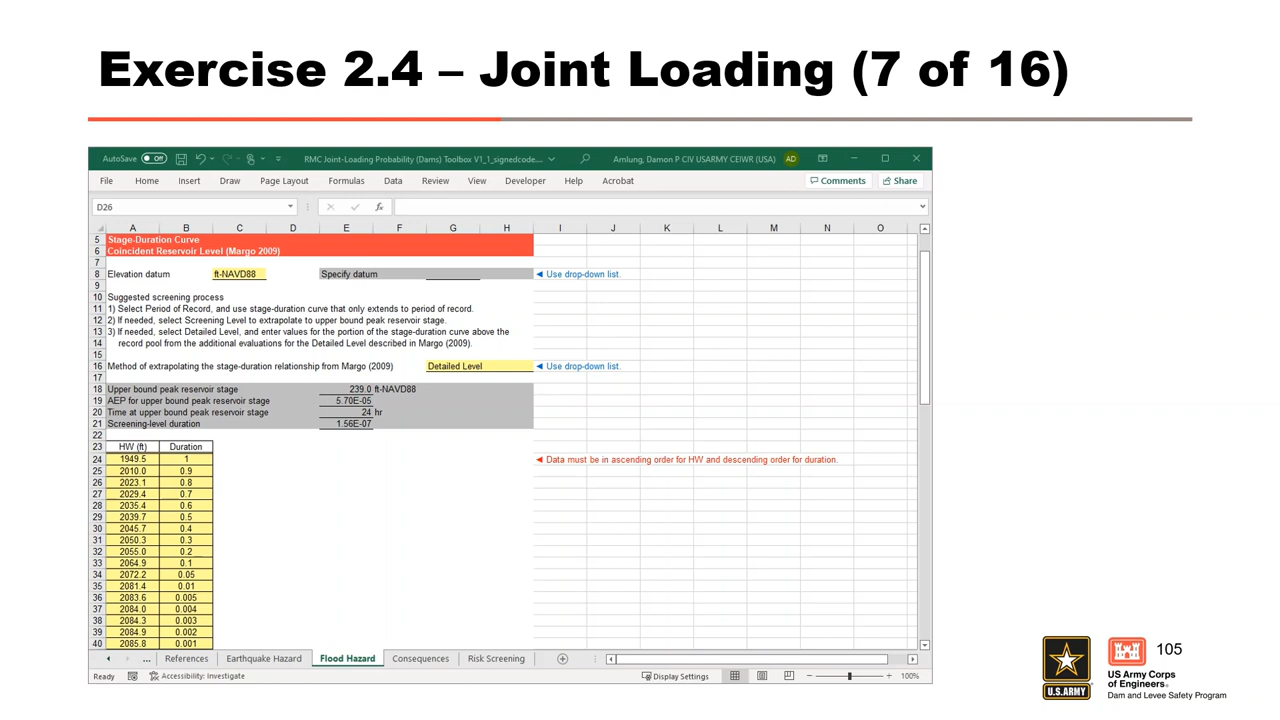 Exercise 2.4 – Joint Loading (7 of 16)
AutoSave Off RMC Joint-Loading Probability (Dams) Toolbox V1_1_signedcode.... Amlung, Damon P CIV USARMY CEIWR (USA) AD
File Home Insert Draw Page Layout Formulas Data Review View Developer Help Acrobat Comments Share
D26 fx
A B C D E F G H I J K L M N O
5 Stage-Duration Curve
6 Coincident Reservoir Level (Margo 2009)
7
8 Elevation datum ft-NAVD88 Specify datum ◄ Use drop-down list.
9
10 Suggested screening process
11 1) Select Period of Record, and use stage-duration curve that only extends to period of record.
12 2) If needed, select Screening Level to extrapolate to upper bound peak reservoir stage.
13 3) If needed, select Detailed Level, and enter values for the portion of the stage-duration curve above the
14 record pool from the additional evaluations for the Detailed Level described in Margo (2009).
15
16 Method of extrapolating the stage-duration relationship from Margo (2009) Detailed Level ◄ Use drop-down list.
17
18 Upper bound peak reservoir stage 239.0 ft-NAVD88
19 AEP for upper bound peak reservoir stage 5.70E-05
20 Time at upper bound peak reservoir stage 24 hr
21 Screening-level duration 1.56E-07
22
23 HW (ft) Duration
24 1949.5 1 ◄ Data must be in ascending order for HW and descending order for duration.
25 2010.0 0.9
26 2023.1 0.8
27 2029.4 0.7
28 2035.4 0.6
29 2039.7 0.5
30 2045.7 0.4
31 2050.3 0.3
32 2055.0 0.2
33 2064.9 0.1
34 2072.2 0.05
35 2081.4 0.01
36 2083.6 0.005
37 2084.0 0.004
38 2084.3 0.003
39 2084.9 0.002
40 2085.8 0.001
... References Earthquake Hazard Flood Hazard Consequences Risk Screening
Ready Accessibility: Investigate Display Settings 100%
U.S.ARMY
US Army Corps
of Engineers®
Dam and Levee Safety Program
105